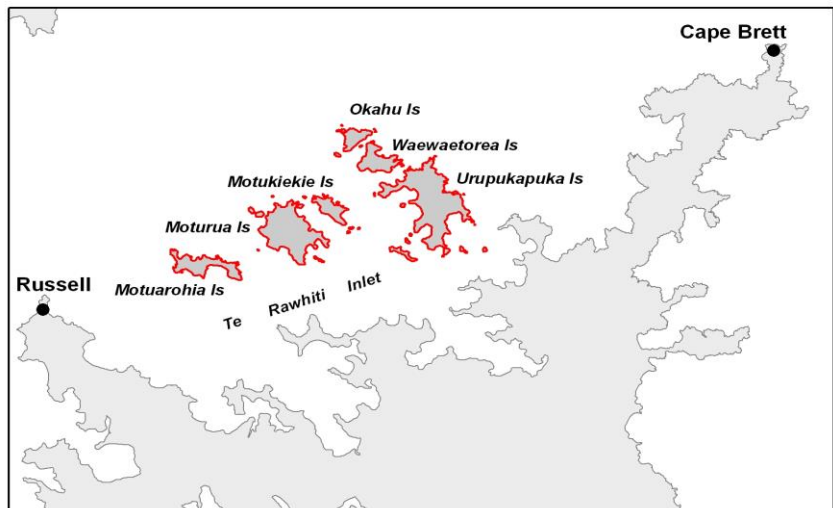 Cape Brett
Okahu Is
Waewaetorea Is
Motukiekie Is
Urupukapuka Is
Moturua Is
Russell
Motuarohia Is
Te Rawhiti Inlet